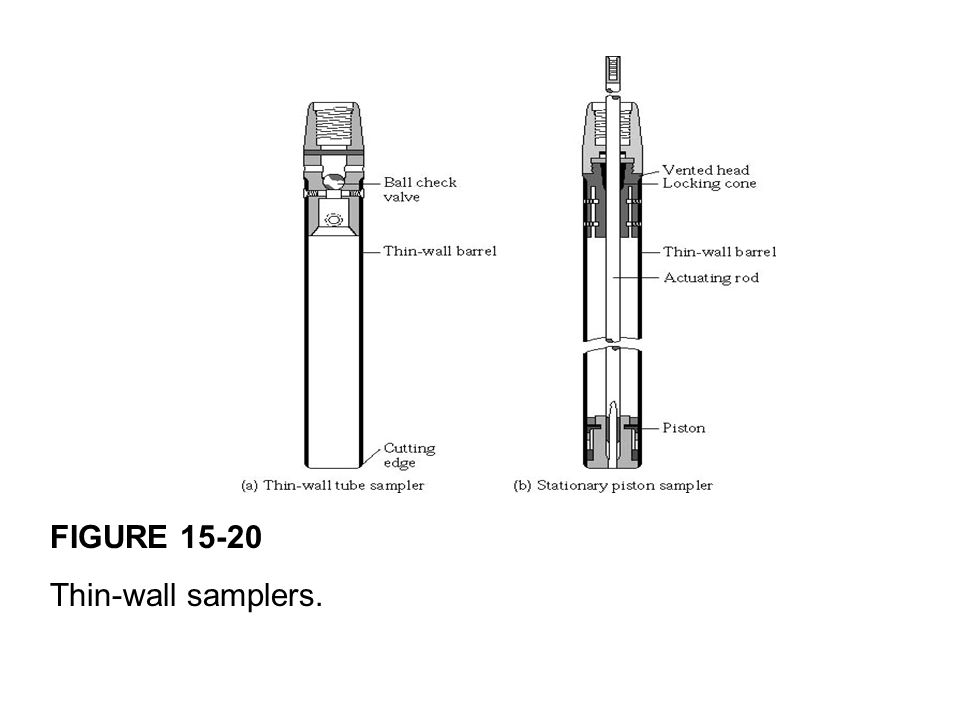 Ball check
valve
Thin-wall barrel
Cutting
edge
(a) Thin-wall tube sampler
Vented head
Locking cone
Thin-wall barrel
Actuating rod
Piston
(b) Stationary piston sampler
FIGURE 15-20
Thin-wall samplers.